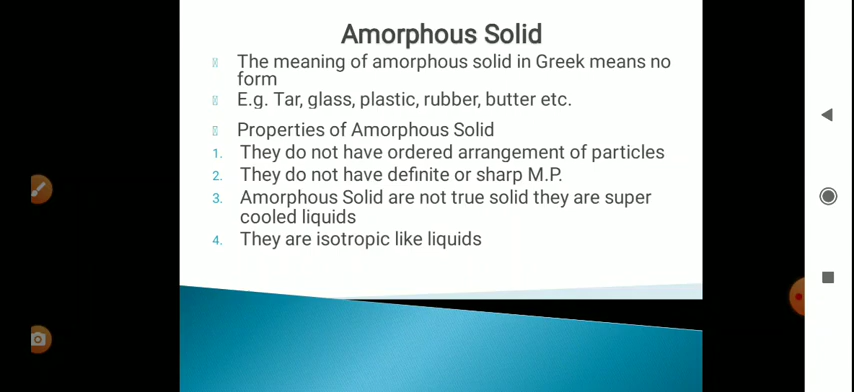 Amorphous Solid
The meaning of amorphous solid in Greek means no
form
E.g. Tar, glass, plastic, rubber, butter etc.
Properties of Amorphous Solid
1. They do not have ordered arrangement of particles
2. They do not have definite or sharp M.P.
3. Amorphous Solid are not true solid they are super
cooled liquids
4. They are isotropic like liquids